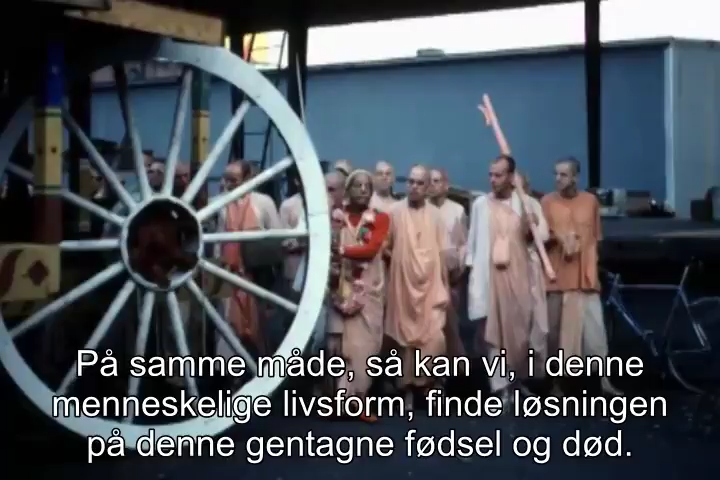 På samme måde, så kan vi, i denne
menneskelige livsform, finde løsningen
på denne gentagne fødsel og død.